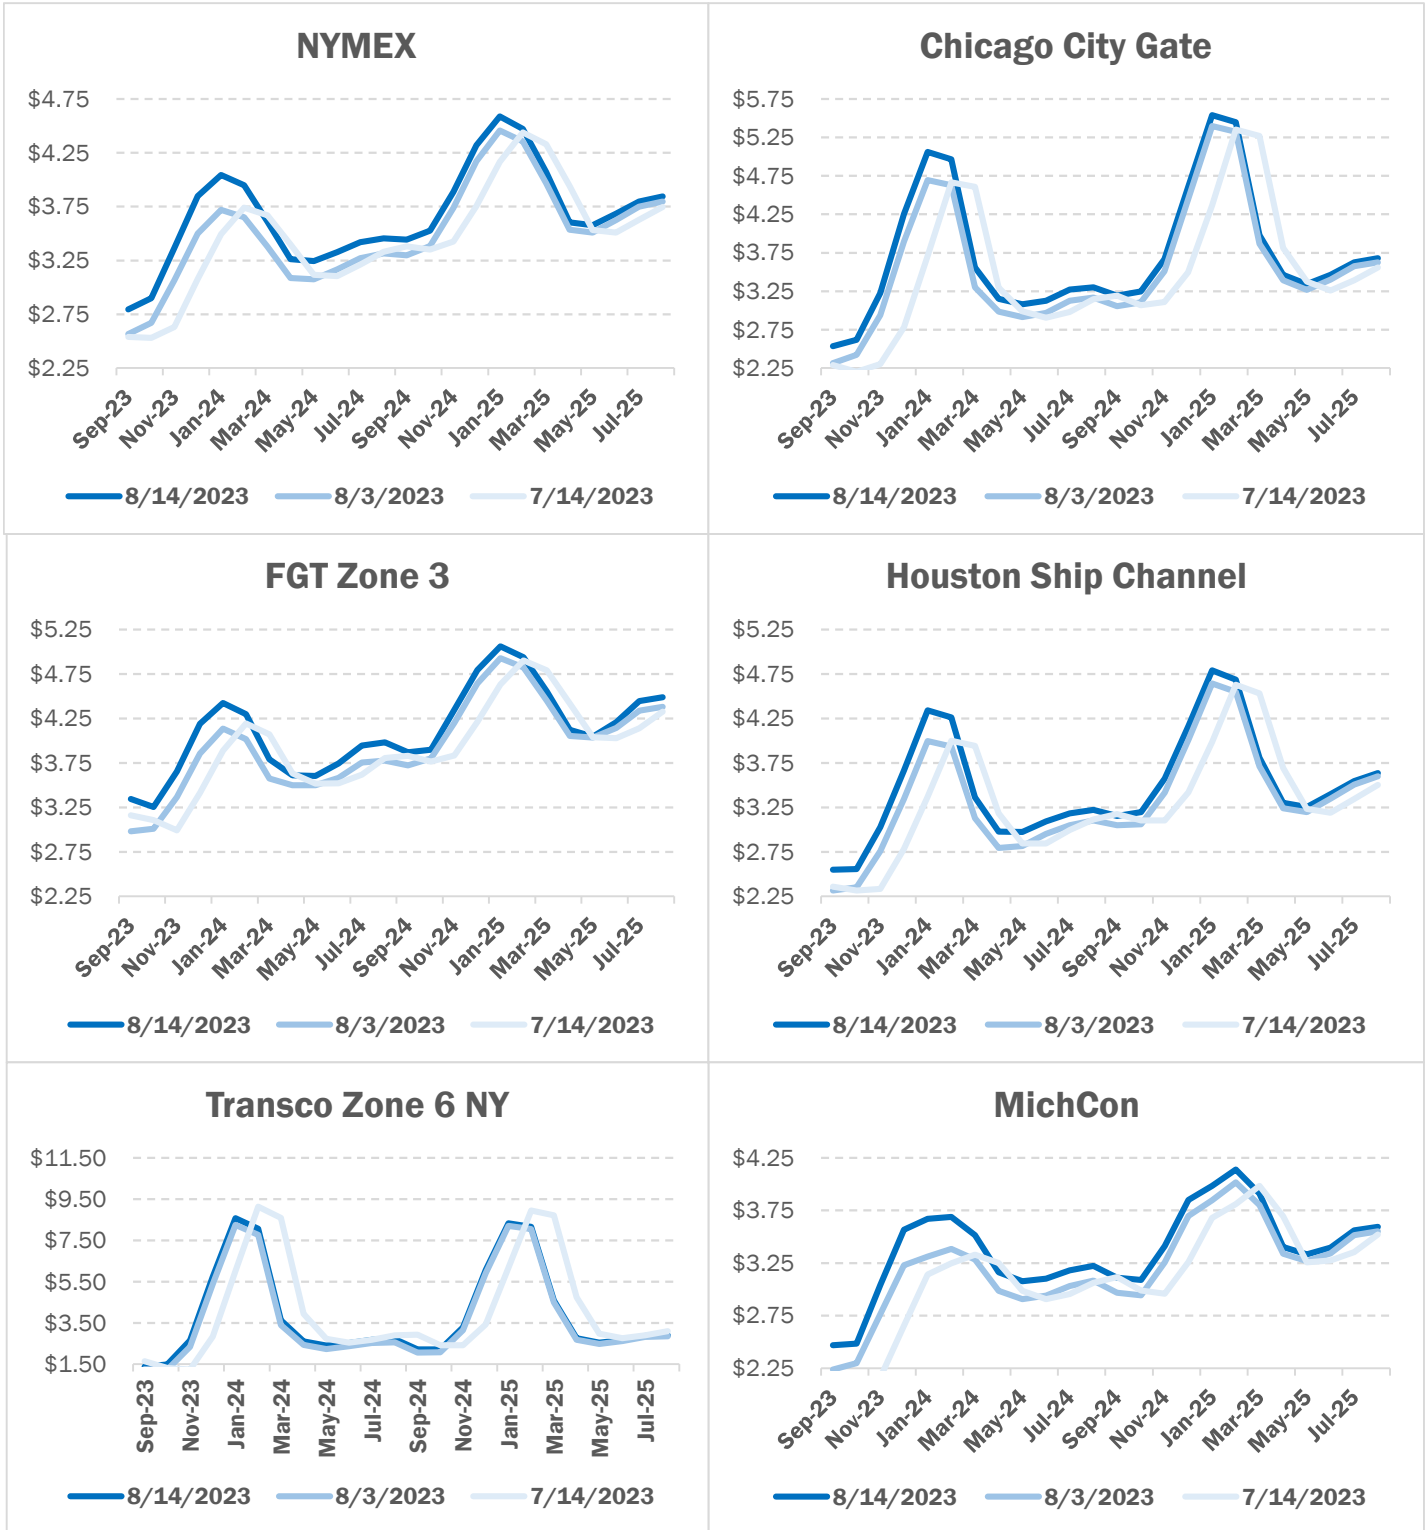 NYMEX
$4.75
$4.25
$3.75
$3.25
$2.75
$2.25
Sep-23 Nov-23 Jan-24 Mar-24 May-24 Jul-24 Sep-24 Nov-24 Jan-25 Mar-25 May-25 Jul-25
8/14/2023 8/3/2023 7/14/2023
Chicago City Gate
$5.75
$5.25
$4.75
$4.25
$3.75
$3.25
$2.75
$2.25
Sep-23 Nov-23 Jan-24 Mar-24 May-24 Jul-24 Sep-24 Nov-24 Jan-25 Mar-25 May-25 Jul-25
8/14/2023 8/3/2023 7/14/2023
FGT Zone 3
$5.25
$4.75
$4.25
$3.75
$3.25
$2.75
$2.25
Sep-23 Nov-23 Jan-24 Mar-24 May-24 Jul-24 Sep-24 Nov-24 Jan-25 Mar-25 May-25 Jul-25
8/14/2023 8/3/2023 7/14/2023
Houston Ship Channel
$5.25
$4.75
$4.25
$3.75
$3.25
$2.75
$2.25
Sep-23 Nov-23 Jan-24 Mar-24 May-24 Jul-24 Sep-24 Nov-24 Jan-25 Mar-25 May-25 Jul-25
8/14/2023 8/3/2023 7/14/2023
Transco Zone 6 NY
$11.50
$9.50
$7.50
$5.50
$3.50
$1.50
Sep-23 Nov-23 Jan-24 Mar-24 May-24 Jul-24 Sep-24 Nov-24 Jan-25 Mar-25 May-25 Jul-25
8/14/2023 8/3/2023 7/14/2023
MichCon
$4.25
$3.75
$3.25
$2.75
$2.25
Sep-23 Nov-23 Jan-24 Mar-24 May-24 Jul-24 Sep-24 Nov-24 Jan-25 Mar-25 May-25 Jul-25
8/14/2023 8/3/2023 7/14/2023